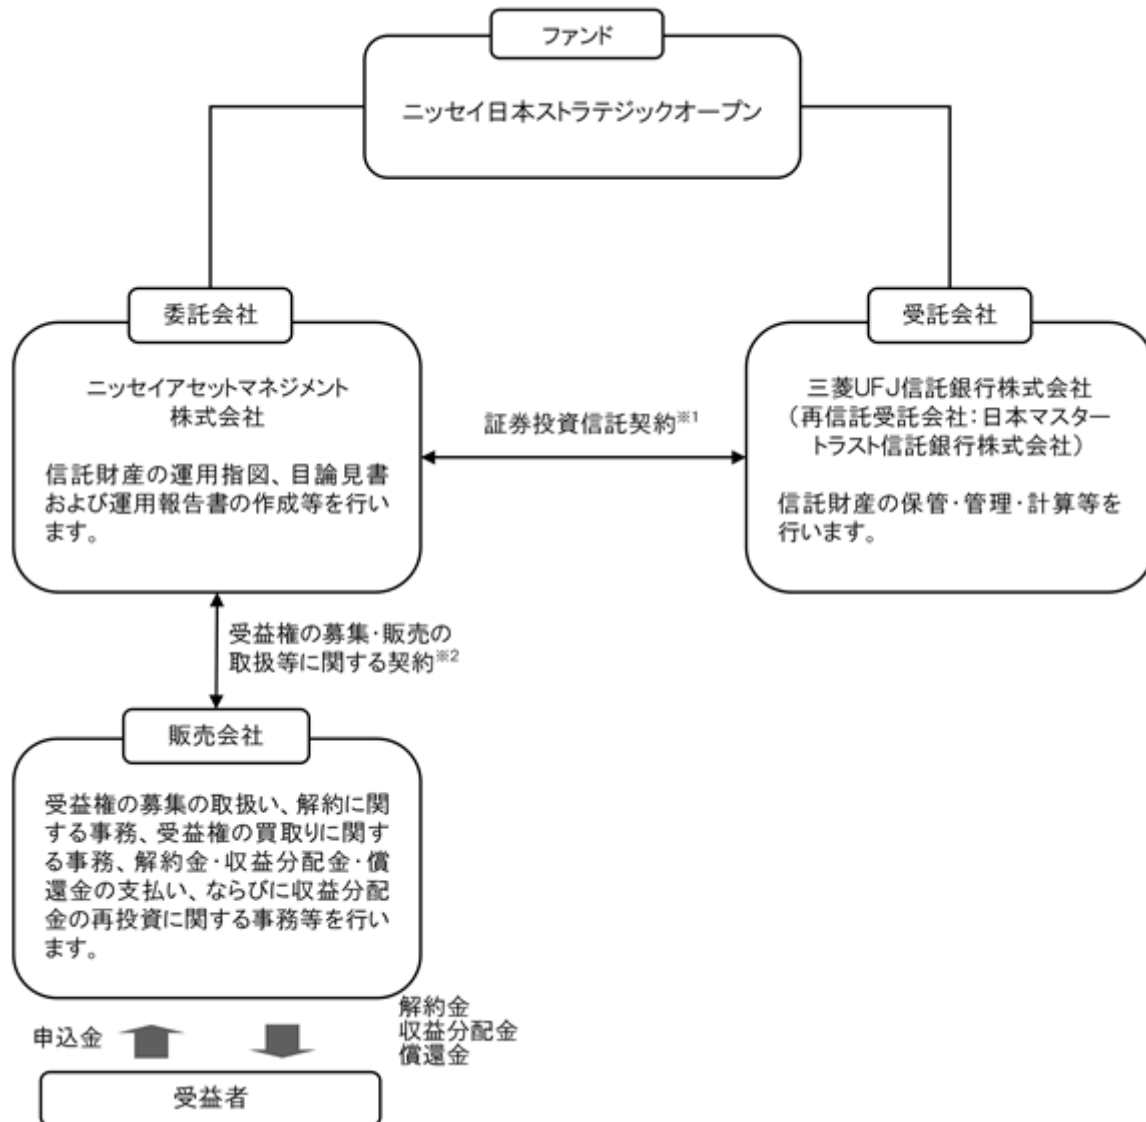 ファンド
ニッセイ日本ストラテジックオープン
委託会社
ニッセイアセットマネジメント
株式会社
信託財産の運用指図、目論見書
および運用報告書の作成等を行い
ます。
証券投資信託契約※1
受託会社
三菱UFJ信託銀行株式会社
（再信託受託会社：日本マスター
トラスト信託銀行株式会社）
信託財産の保管・管理・計算等を
行います。
受益権の募集・販売の
取扱等に関する契約※2
販売会社
受益権の募集の取扱い、解約に関
する事務、受益権の買取りに関す
る事務、解約金・収益分配金・償
還金の支払い、ならびに収益分配
金の再投資に関する事務等を行い
ます。
申込金
解約金
収益分配金
償還金
受益者